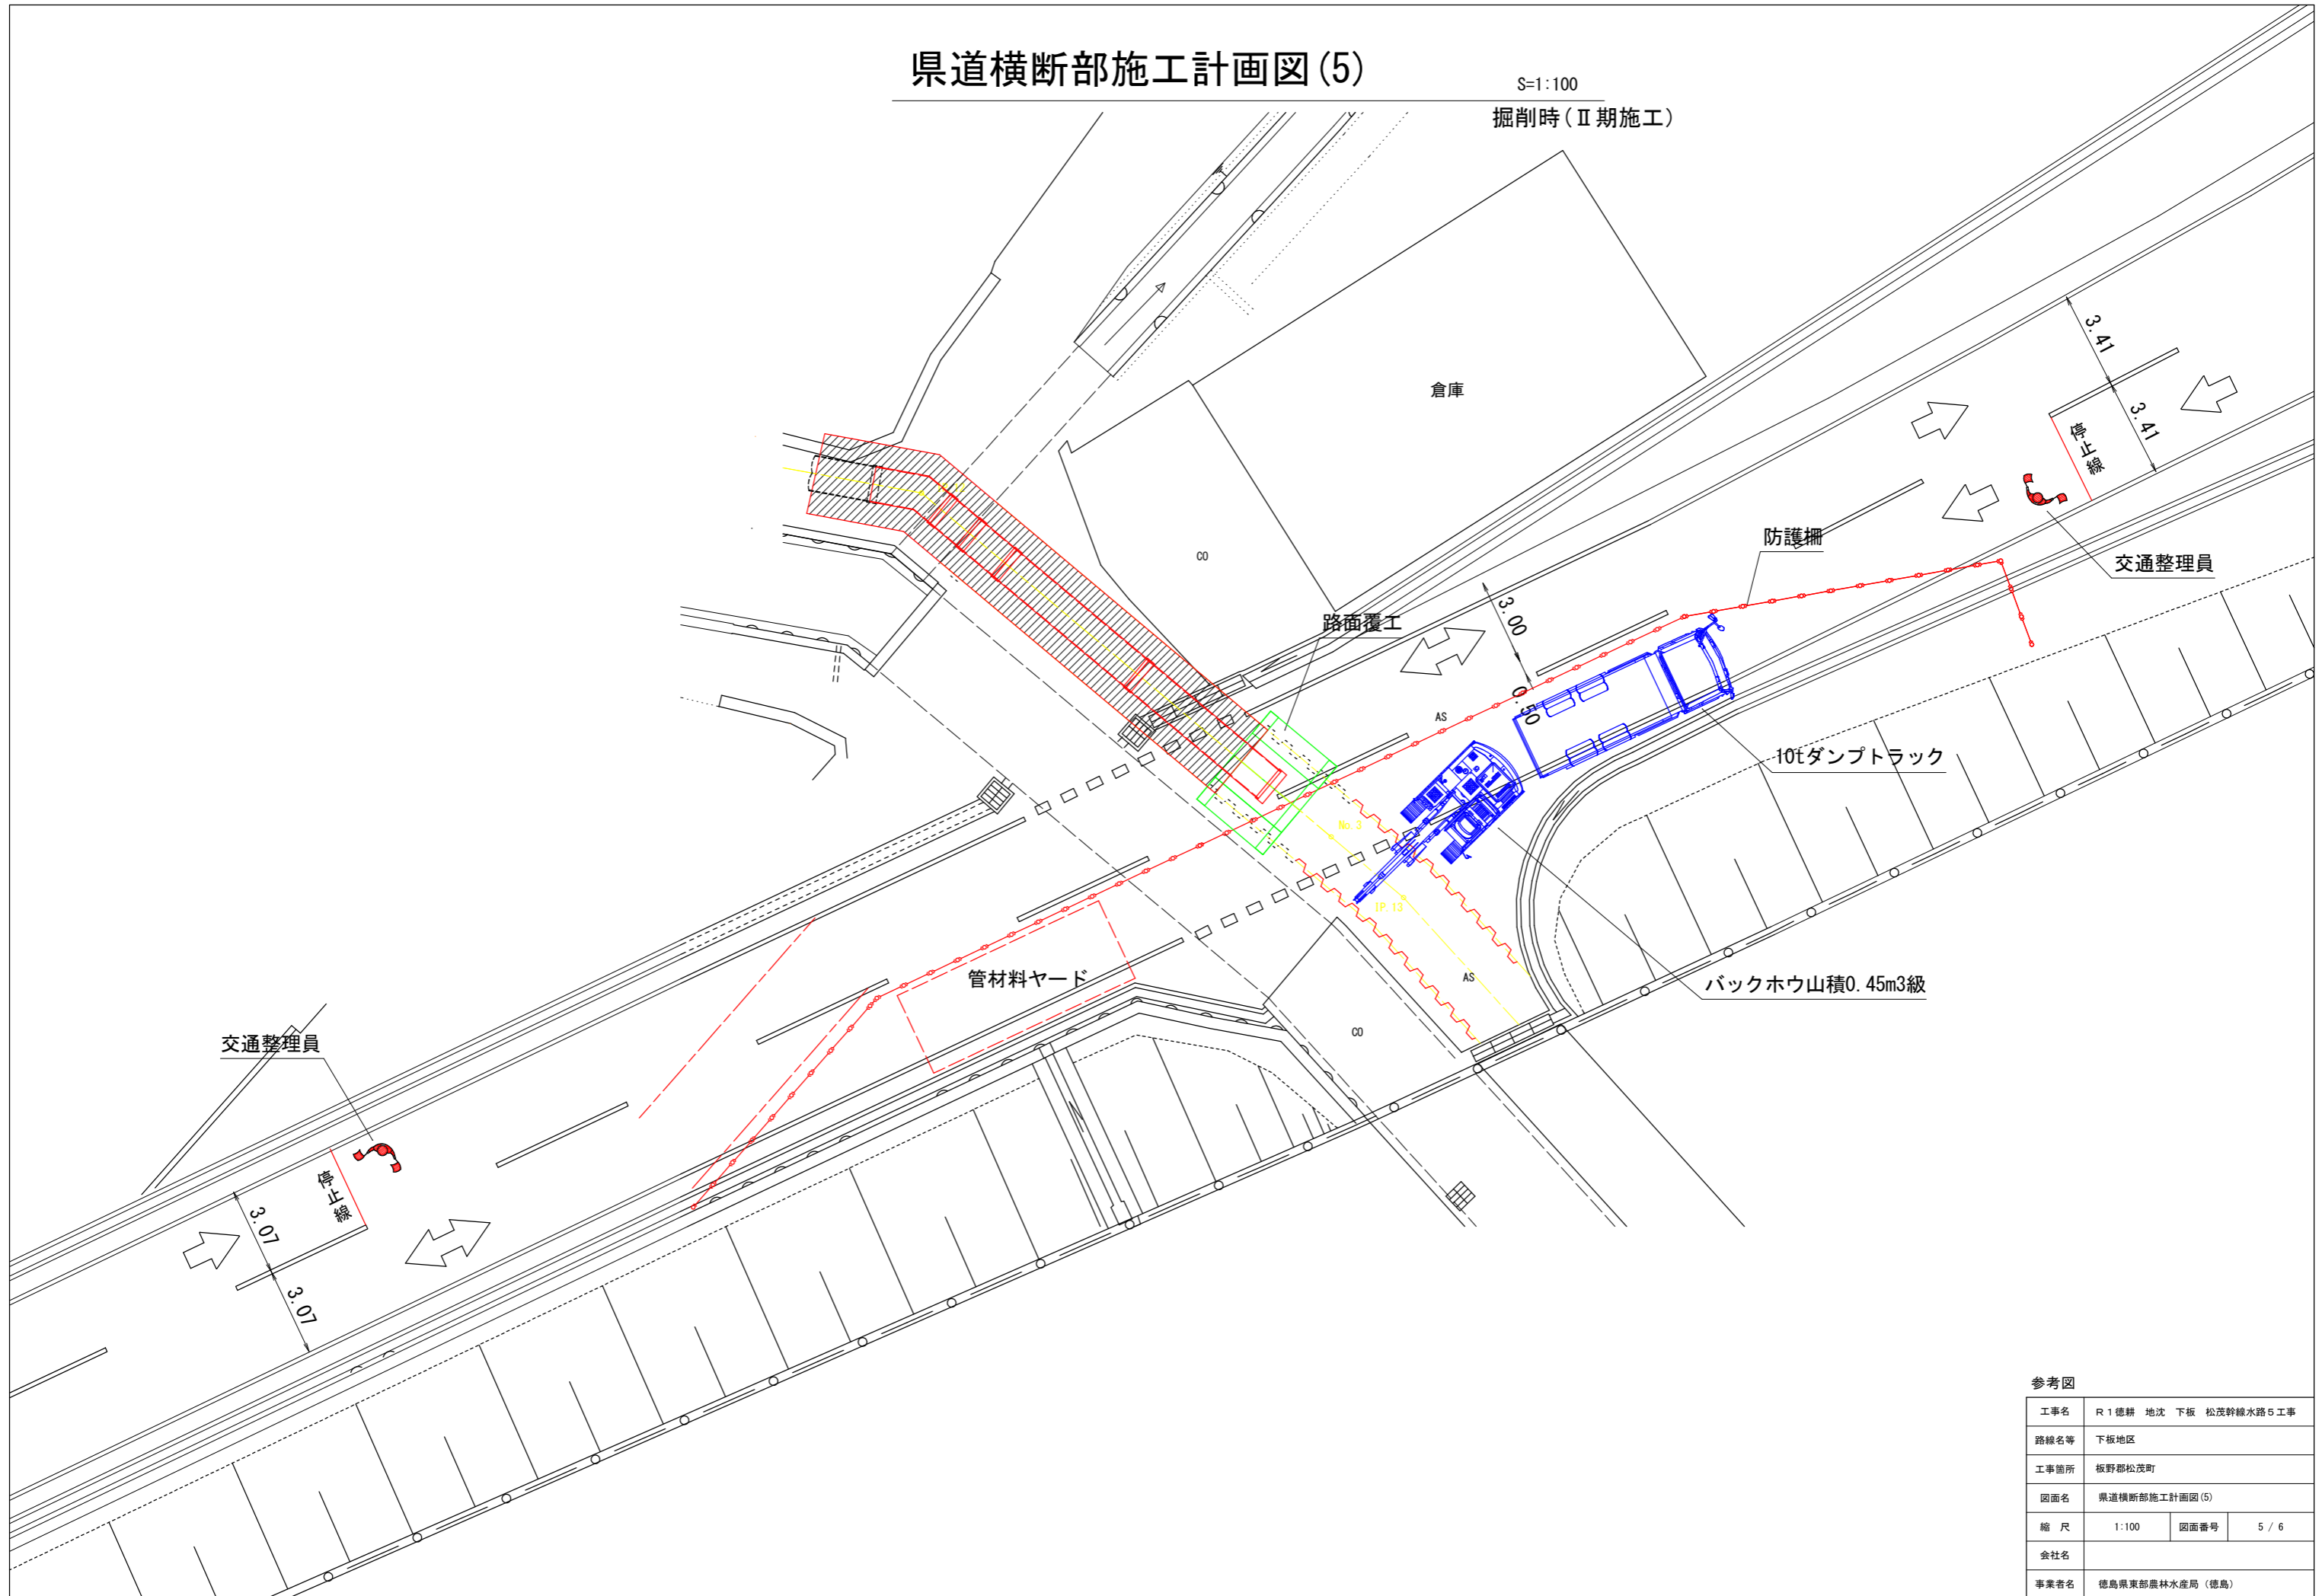 県道横断部施工計画図(5)
S=1:100
掘削時(Ⅱ期施工)
倉庫
CO
3.41
3.41
停止線
防護柵
交通整理員
路面覆工
3.00
0.50
AS
10tダンプトラック
No.3
IP.13
管材料ヤード
AS
バックホウ山積0.45m3級
CO
交通整理員
停止線
3.07
3.07
参考図
工事名 R1徳耕 地沈 下板 松茂幹線水路5工事
路線名等 下板地区
工事箇所 板野郡松茂町
図面名 県道横断部施工計画図(5)
縮 尺 1:100 図面番号 5 / 6
会社名
事業者名 徳島県東部農林水産局（徳島）